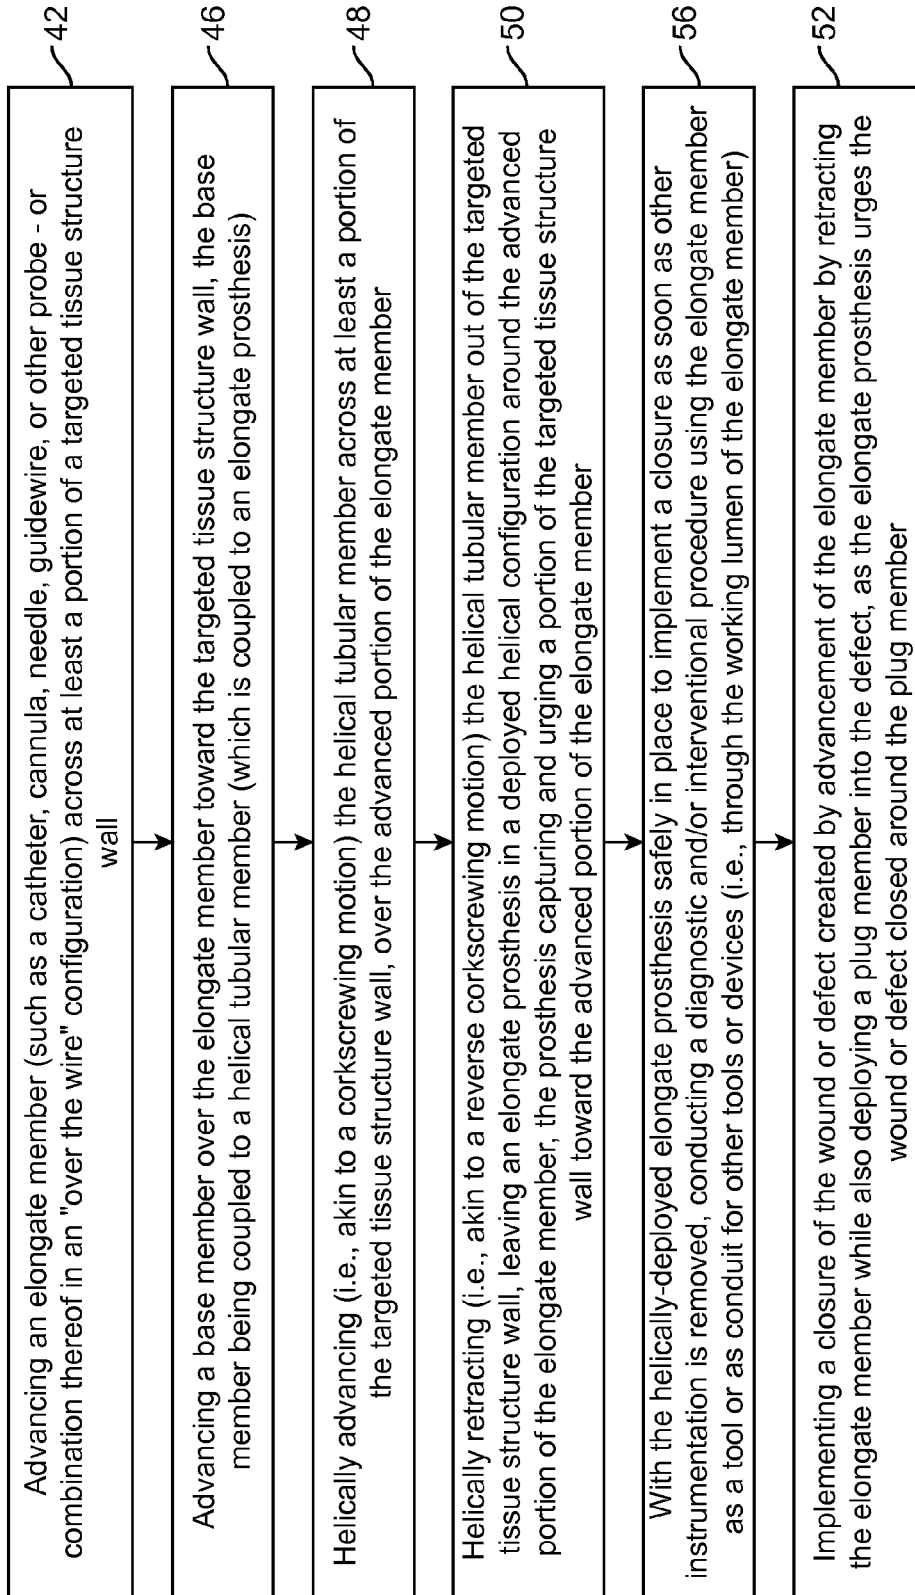 Advancing an elongate member (such as a catheter, cannula, needle, guidewire, or other probe - or
combination thereof in an "over the wire" configuration) across at least a portion of a targeted tissue structure
wall
42
Advancing a base member over the elongate member toward the targeted tissue structure wall, the base
member being coupled to a helical tubular member (which is coupled to an elongate prosthesis)
46
Helically advancing (i.e., akin to a corkscrewing motion) the helical tubular member across at least a portion of
the targeted tissue structure wall, over the advanced portion of the elongate member
48
Helically retracting (i.e., akin to a reverse corkscrewing motion) the helical tubular member out of the targeted
tissue structure wall, leaving an elongate prosthesis in a deployed helical configuration around the advanced
portion of the elongate member, the prosthesis capturing and urging a portion of the targeted tissue structure
wall toward the advanced portion of the elongate member
50
With the helically-deployed elongate prosthesis safely in place to implement a closure as soon as other
instrumentation is removed, conducting a diagnostic and/or interventional procedure using the elongate member
as a tool or as conduit for other tools or devices (i.e., through the working lumen of the elongate member)
56
Implementing a closure of the wound or defect created by advancement of the elongate member by retracting
the elongate member while also deploying a plug member into the defect, as the elongate prosthesis urges the
wound or defect closed around the plug member
52